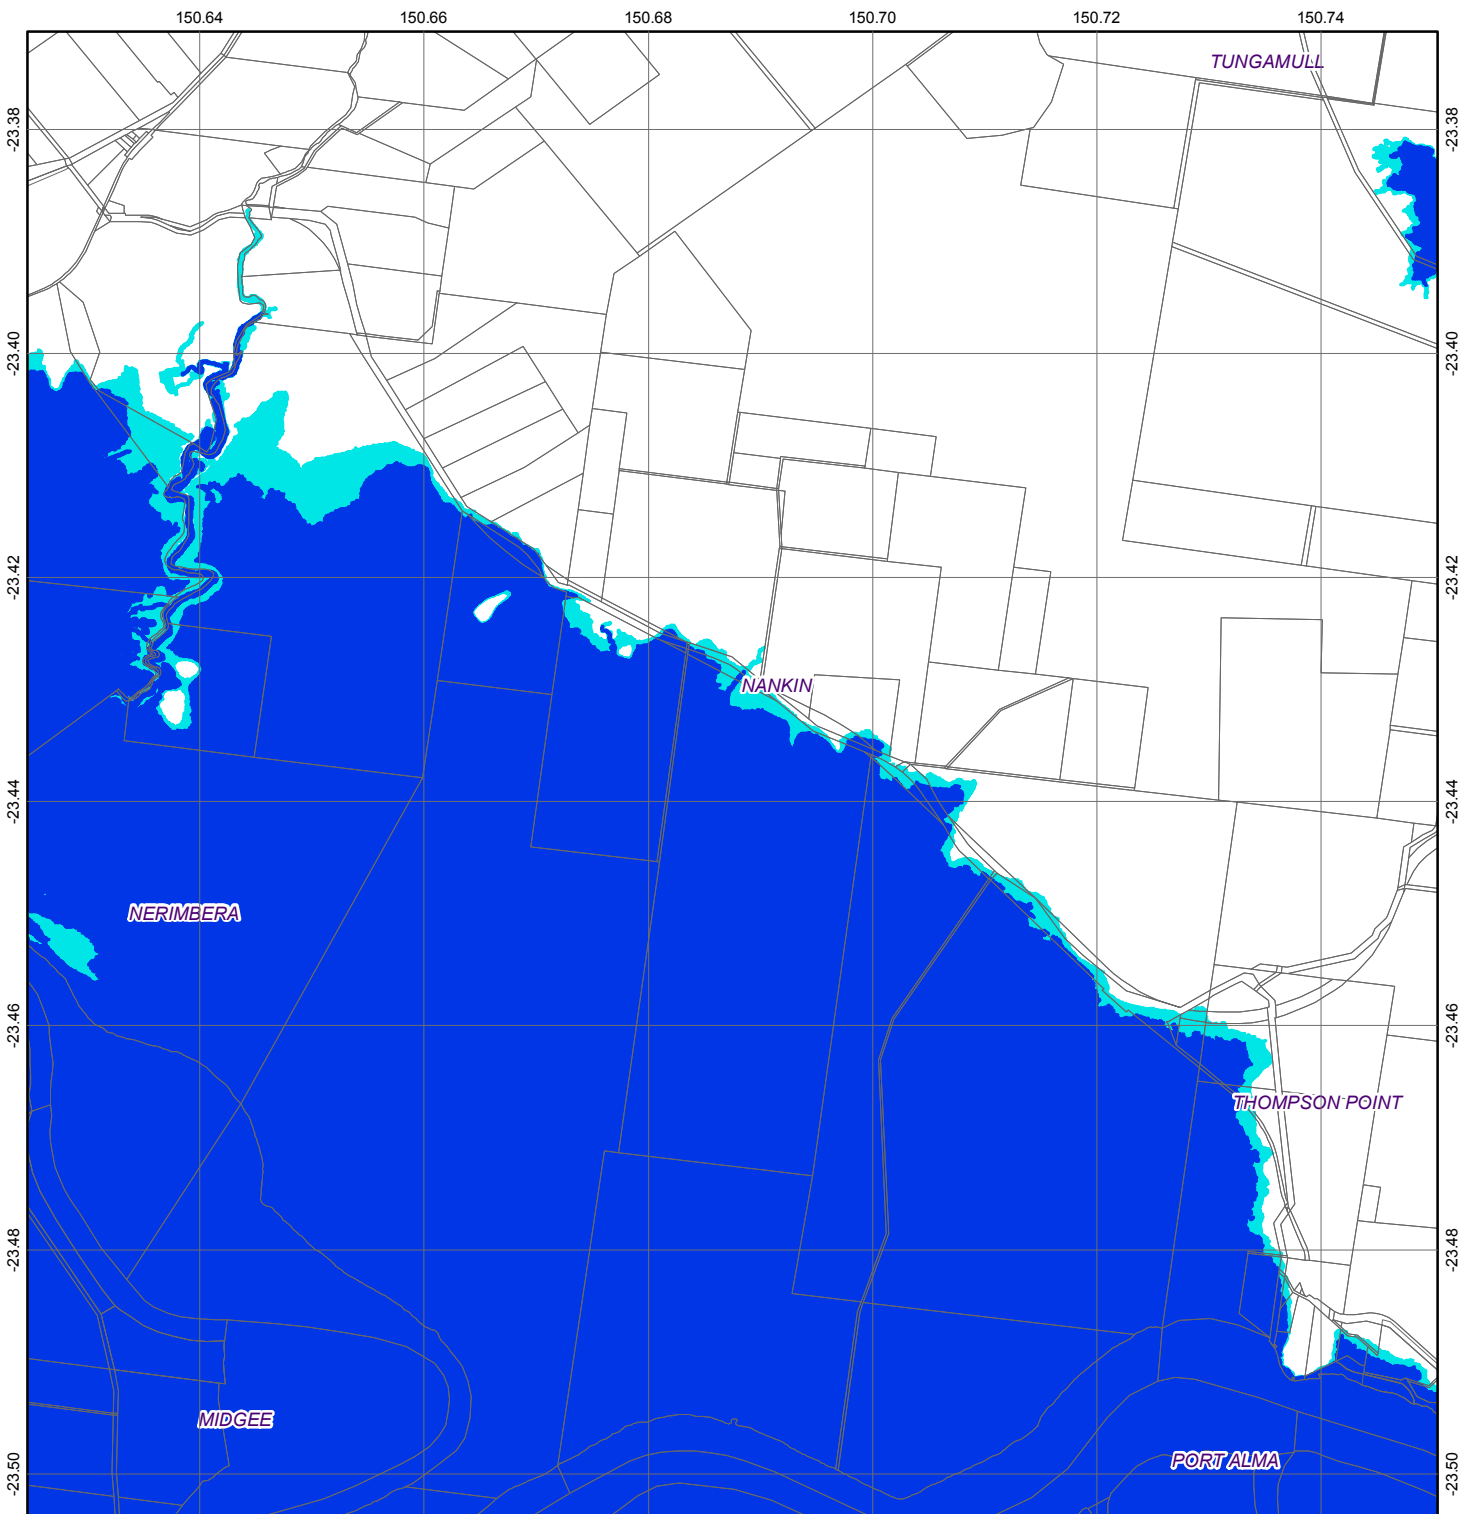 150.64 150.66 150.68 150.70 150.72 150.74
TUNGAMULL
-23.38 -23.38
-23.40 -23.40
-23.42 -23.42
NANKIN
-23.44 -23.44
NERIMBERA
-23.46 -23.46
THOMPSON POINT
-23.48 -23.48
MIDGEE
PORT ALMA
-23.50 -23.50